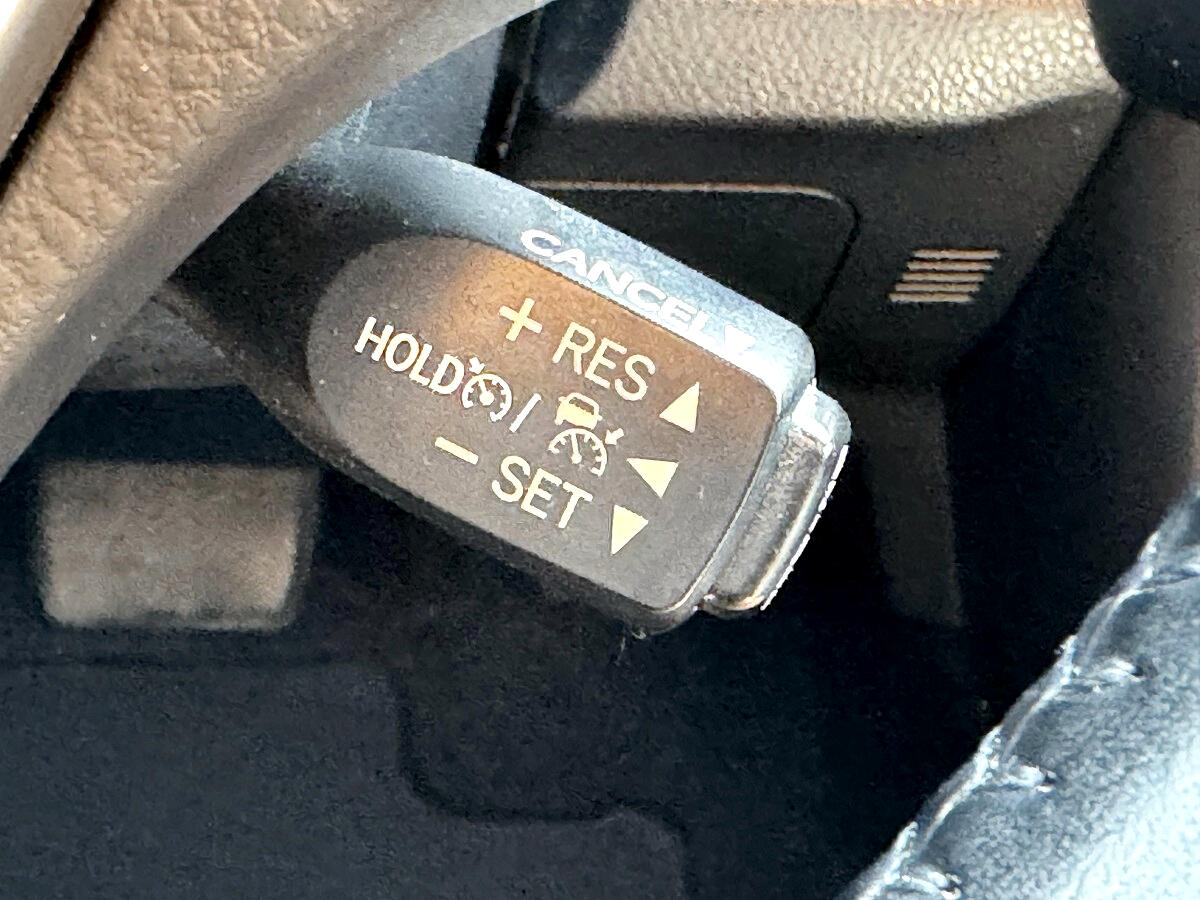 CANCEL ▼
+ RES ▲
HOLD / ◀
− SET ▼